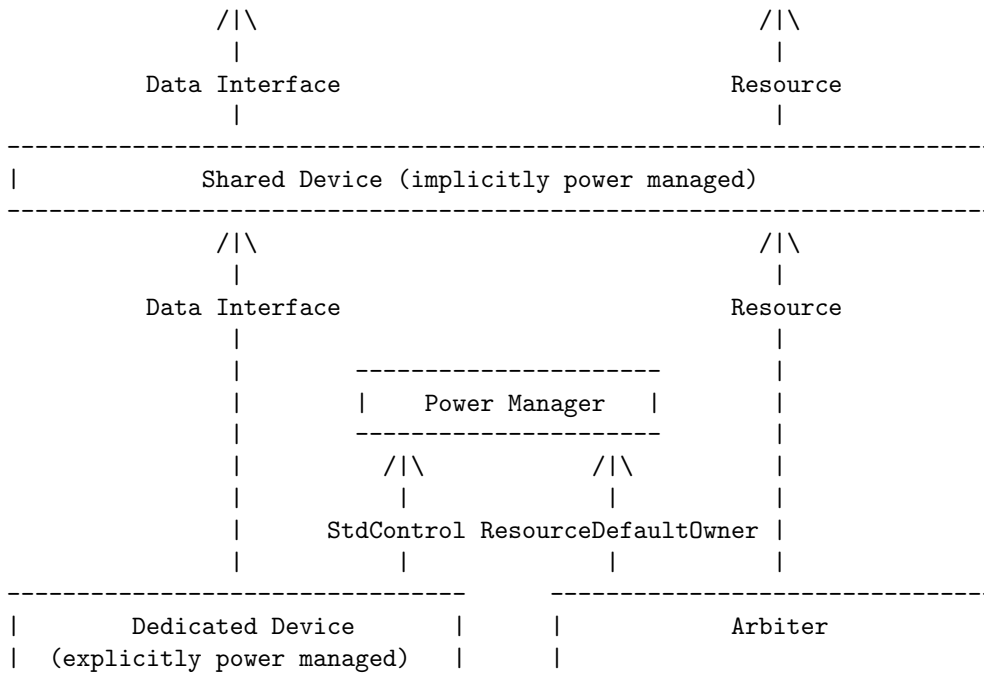 /|\ /|\
| |
Data Interface Resource
| |
-----------------------------------------------------------------------
| Shared Device (implicitly power managed)
-----------------------------------------------------------------------
/|\ /|\
| |
Data Interface Resource
| |
| ---------------------- |
| | Power Manager | |
| ---------------------- |
| /|\ /|\ |
| | | |
| StdControl ResourceDefaultOwner |
| | | |
--------------------------------- --------------------------------
| Dedicated Device | | Arbiter
| (explicitly power managed) | |